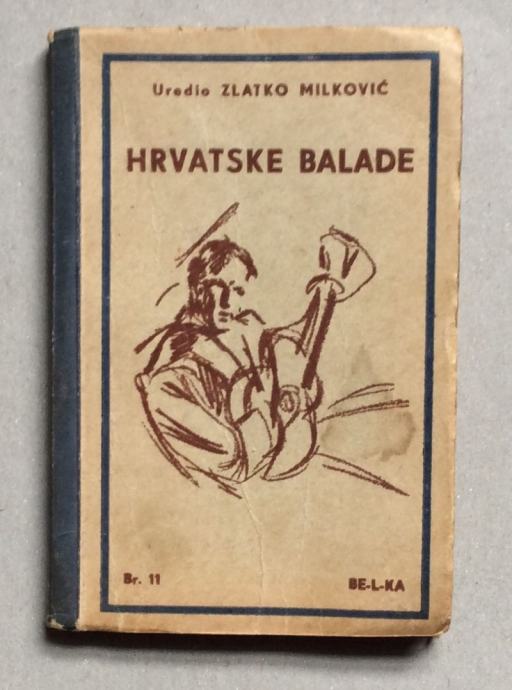 Uredio ZLATKO MILKOVIĆ
HRVATSKE BALADE
Br. 11
BE-L-KA